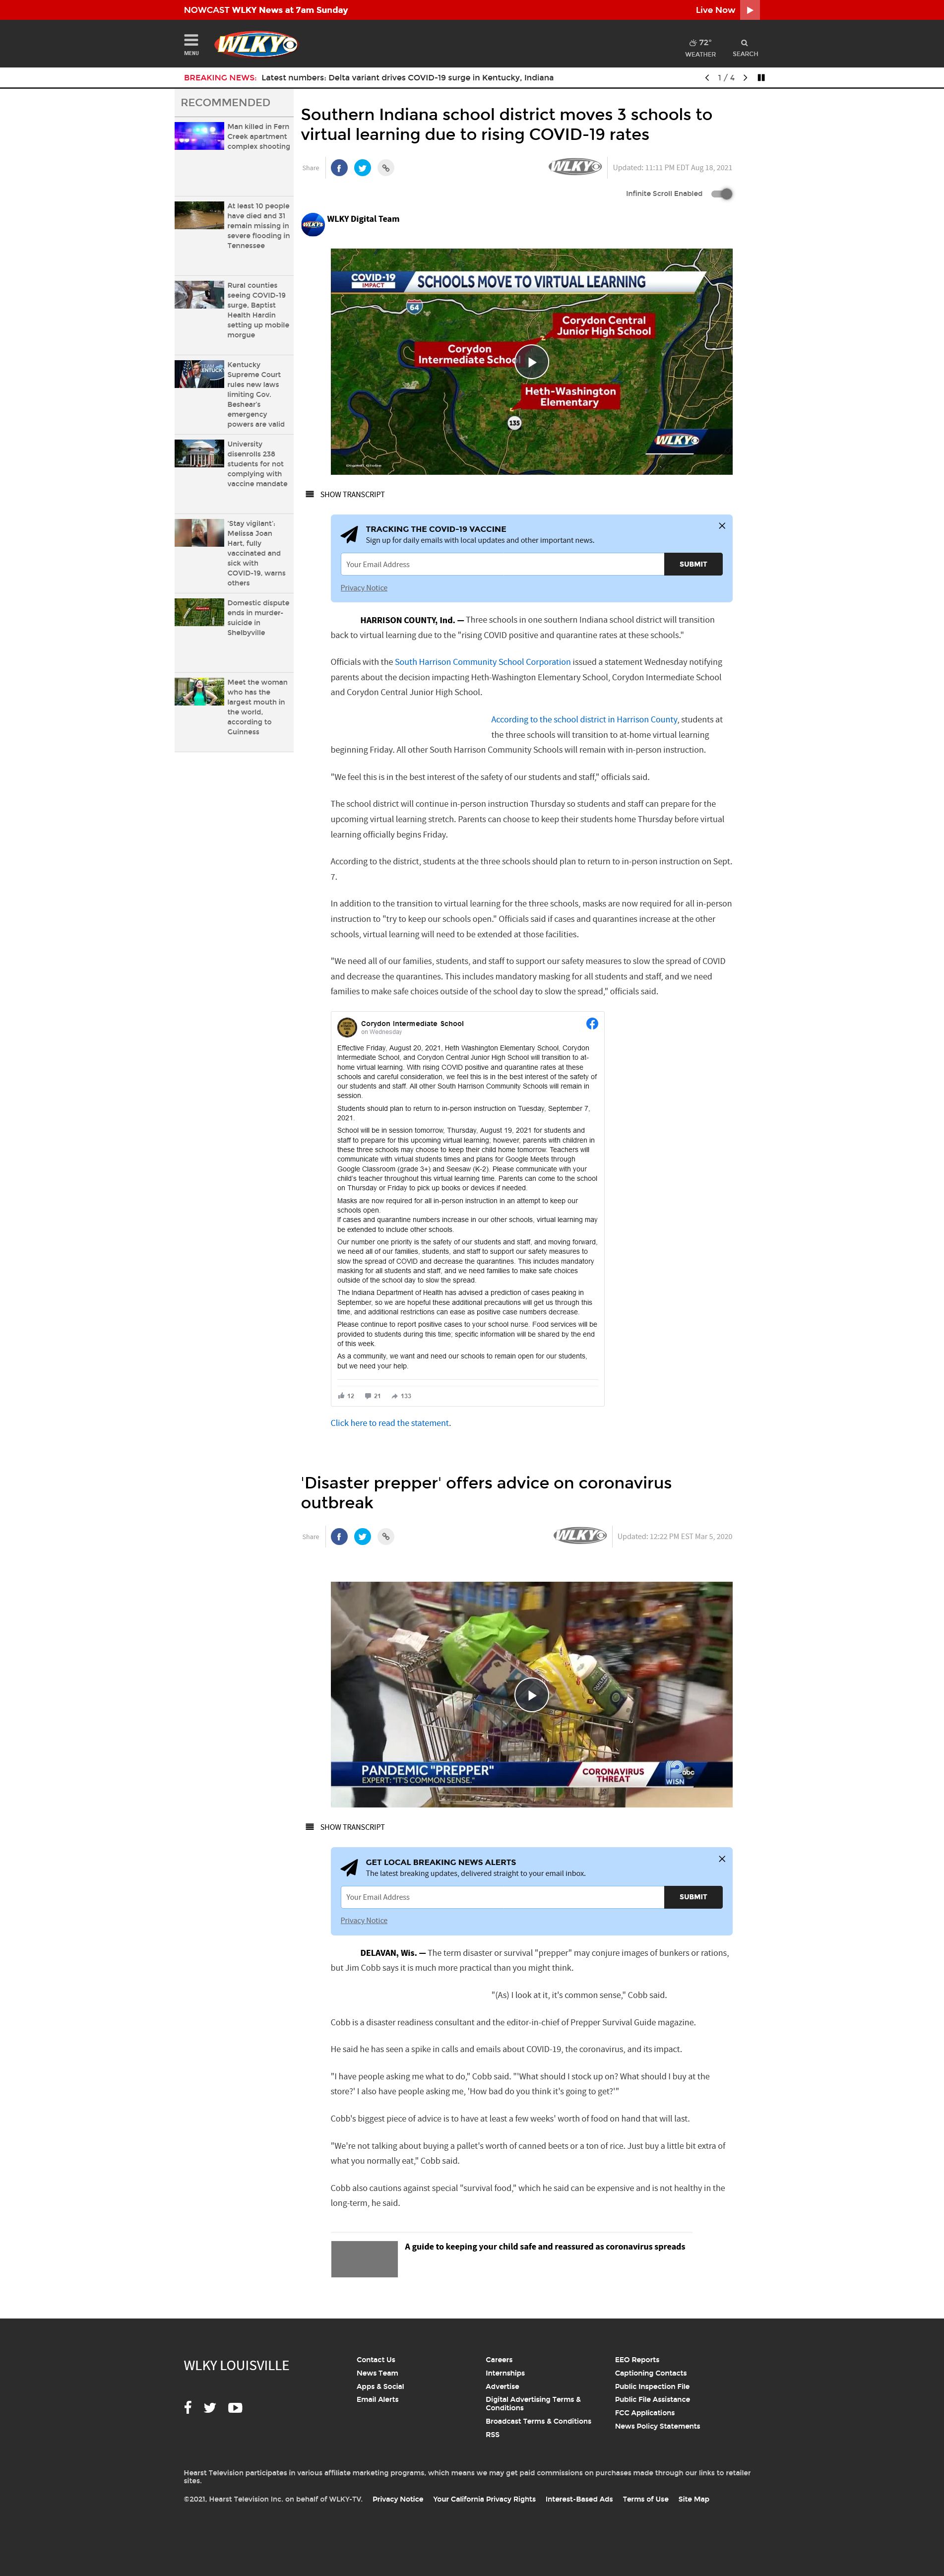 NOWCAST WLKY News at 7am Sunday
Live Now
MENU
WLKY
72°
WEATHER
SEARCH
BREAKING NEWS: Latest numbers: Delta variant drives COVID-19 surge in Kentucky, Indiana
1 / 4
RECOMMENDED
Man killed in Fern
Creek apartment
complex shooting
At least 10 people
have died and 31
remain missing in
severe flooding in
Tennessee
Rural counties
seeing COVID-19
surge, Baptist
Health Hardin
setting up mobile
morgue
Kentucky
Supreme Court
rules new laws
limiting Gov.
Beshear's
emergency
powers are valid
University
disenrolls 238
students for not
complying with
vaccine mandate
'Stay vigilant':
Melissa Joan
Hart, fully
vaccinated and
sick with
COVID-19, warns
others
Domestic dispute
ends in murder-
suicide in
Shelbyville
Meet the woman
who has the
largest mouth in
the world,
according to
Guinness
Southern Indiana school district moves 3 schools to
virtual learning due to rising COVID-19 rates
Share
WLKY
Updated: 11:11 PM EDT Aug 18, 2021
Infinite Scroll Enabled
WLKY Digital Team
COVID-19
IMPACT
SCHOOLS MOVE TO VIRTUAL LEARNING
64
Corydon Central
Junior High School
Corydon
Intermediate School
Heth-Washington
Elementary
135
WLKY
SHOW TRANSCRIPT
TRACKING THE COVID-19 VACCINE
Sign up for daily emails with local updates and other important news.
Your Email Address
SUBMIT
Privacy Notice
HARRISON COUNTY, Ind. — Three schools in one southern Indiana school district will transition
back to virtual learning due to the "rising COVID positive and quarantine rates at these schools."
Officials with the South Harrison Community School Corporation issued a statement Wednesday notifying
parents about the decision impacting Heth-Washington Elementary School, Corydon Intermediate School
and Corydon Central Junior High School.
According to the school district in Harrison County, students at
the three schools will transition to at-home virtual learning
beginning Friday. All other South Harrison Community Schools will remain with in-person instruction.
"We feel this is in the best interest of the safety of our students and staff," officials said.
The school district will continue in-person instruction Thursday so students and staff can prepare for the
upcoming virtual learning stretch. Parents can choose to keep their students home Thursday before virtual
learning officially begins Friday.
According to the district, students at the three schools should plan to return to in-person instruction on Sept.
7.
In addition to the transition to virtual learning for the three schools, masks are now required for all in-person
instruction to "try to keep our schools open." Officials said if cases and quarantines increase at the other
schools, virtual learning will need to be extended at those facilities.
"We need all of our families, students, and staff to support our safety measures to slow the spread of COVID
and decrease the quarantines. This includes mandatory masking for all students and staff, and we need
families to make safe choices outside of the school day to slow the spread," officials said.
Corydon Intermediate School
on Wednesday
Effective Friday, August 20, 2021, Heth Washington Elementary School, Corydon
Intermediate School, and Corydon Central Junior High School will transition to at-
home virtual learning. With rising COVID positive and quarantine rates at these
schools and careful consideration, we feel this is in the best interest of the safety of
our students and staff. All other South Harrison Community Schools will remain in
session.
Students should plan to return to in-person instruction on Tuesday, September 7,
2021.
School will be in session tomorrow, Thursday, August 19, 2021 for students and
staff to prepare for this upcoming virtual learning; however, parents with children in
these three schools may choose to keep their child home tomorrow. Teachers will
communicate with virtual students times and plans for Google Meets through
Google Classroom (grade 3+) and Seesaw (K-2). Please communicate with your
child's teacher throughout this virtual learning time. Parents can come to the school
on Thursday or Friday to pick up books or devices if needed.
Masks are now required for all in-person instruction in an attempt to keep our
schools open.
If cases and quarantine numbers increase in our other schools, virtual learning may
be extended to include other schools.
Our number one priority is the safety of our students and staff, and moving forward,
we need all of our families, students, and staff to support our safety measures to
slow the spread of COVID and decrease the quarantines. This includes mandatory
masking for all students and staff, and we need families to make safe choices
outside of the school day to slow the spread.
The Indiana Department of Health has advised a prediction of cases peaking in
September, so we are hopeful these additional precautions will get us through this
time, and additional restrictions can ease as positive case numbers decrease.
Please continue to report positive cases to your school nurse. Food services will be
provided to students during this time; specific information will be shared by the end
of this week.
As a community, we want and need our schools to remain open for our students,
but we need your help.
12
21
133
Click here to read the statement.
'Disaster prepper' offers advice on coronavirus
outbreak
Share
WLKY
Updated: 12:22 PM EST Mar 5, 2020
PANDEMIC "PREPPER"
EXPERT: "IT'S COMMON SENSE."
CORONAVIRUS
THREAT
12
abc
WISN
SHOW TRANSCRIPT
GET LOCAL BREAKING NEWS ALERTS
The latest breaking updates, delivered straight to your email inbox.
Your Email Address
SUBMIT
Privacy Notice
DELAVAN, Wis. — The term disaster or survival "prepper" may conjure images of bunkers or rations,
but Jim Cobb says it is much more practical than you might think.
"(As) I look at it, it's common sense," Cobb said.
Cobb is a disaster readiness consultant and the editor-in-chief of Prepper Survival Guide magazine.
He said he has seen a spike in calls and emails about COVID-19, the coronavirus, and its impact.
"I have people asking me what to do," Cobb said. "'What should I stock up on? What should I buy at the
store?' I also have people asking me, 'How bad do you think it's going to get?'"
Cobb's biggest piece of advice is to have at least a few weeks' worth of food on hand that will last.
"We're not talking about buying a pallet's worth of canned beets or a ton of rice. Just buy a little bit extra of
what you normally eat," Cobb said.
Cobb also cautions against special "survival food," which he said can be expensive and is not healthy in the
long-term, he said.
A guide to keeping your child safe and reassured as coronavirus spreads
WLKY LOUISVILLE
Contact Us
News Team
Apps & Social
Email Alerts
Careers
Internships
Advertise
Digital Advertising Terms &
Conditions
Broadcast Terms & Conditions
RSS
EEO Reports
Captioning Contacts
Public Inspection File
Public File Assistance
FCC Applications
News Policy Statements
Hearst Television participates in various affiliate marketing programs, which means we may get paid commissions on purchases made through our links to retailer
sites.
©2021, Hearst Television Inc. on behalf of WLKY-TV.
Privacy Notice
Your California Privacy Rights
Interest-Based Ads
Terms of Use
Site Map